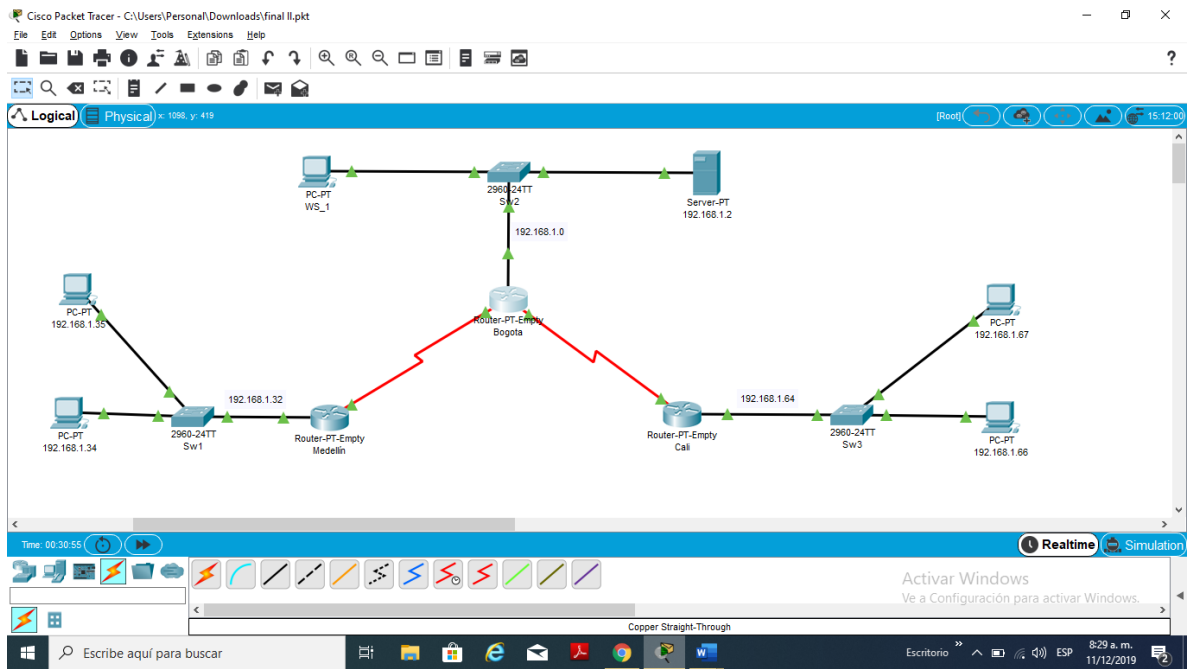 Cisco Packet Tracer - C:\Users\Personal\Downloads\final II.pkt
File Edit Options View Tools Extensions Help
?
Logical Physical x: 1098, y: 419 [Root] 15:12:00
PC-PT
WS_1
2960-24TT
Sw2
Server-PT
192.168.1.2
192.168.1.0
PC-PT
192.168.1.35
Router-PT-Empty
Bogota
PC-PT
192.168.1.67
192.168.1.32
192.168.1.64
PC-PT
192.168.1.34
2960-24TT
Sw1
Router-PT-Empty
Medellín
Router-PT-Empty
Cali
2960-24TT
Sw3
PC-PT
192.168.1.66
Time: 00:30:55 Realtime Simulation
Activar Windows
Ve a Configuración para activar Windows.
Copper Straight-Through
Escribe aquí para buscar
Escritorio ESP
8:29 a. m.
11/12/2019
2